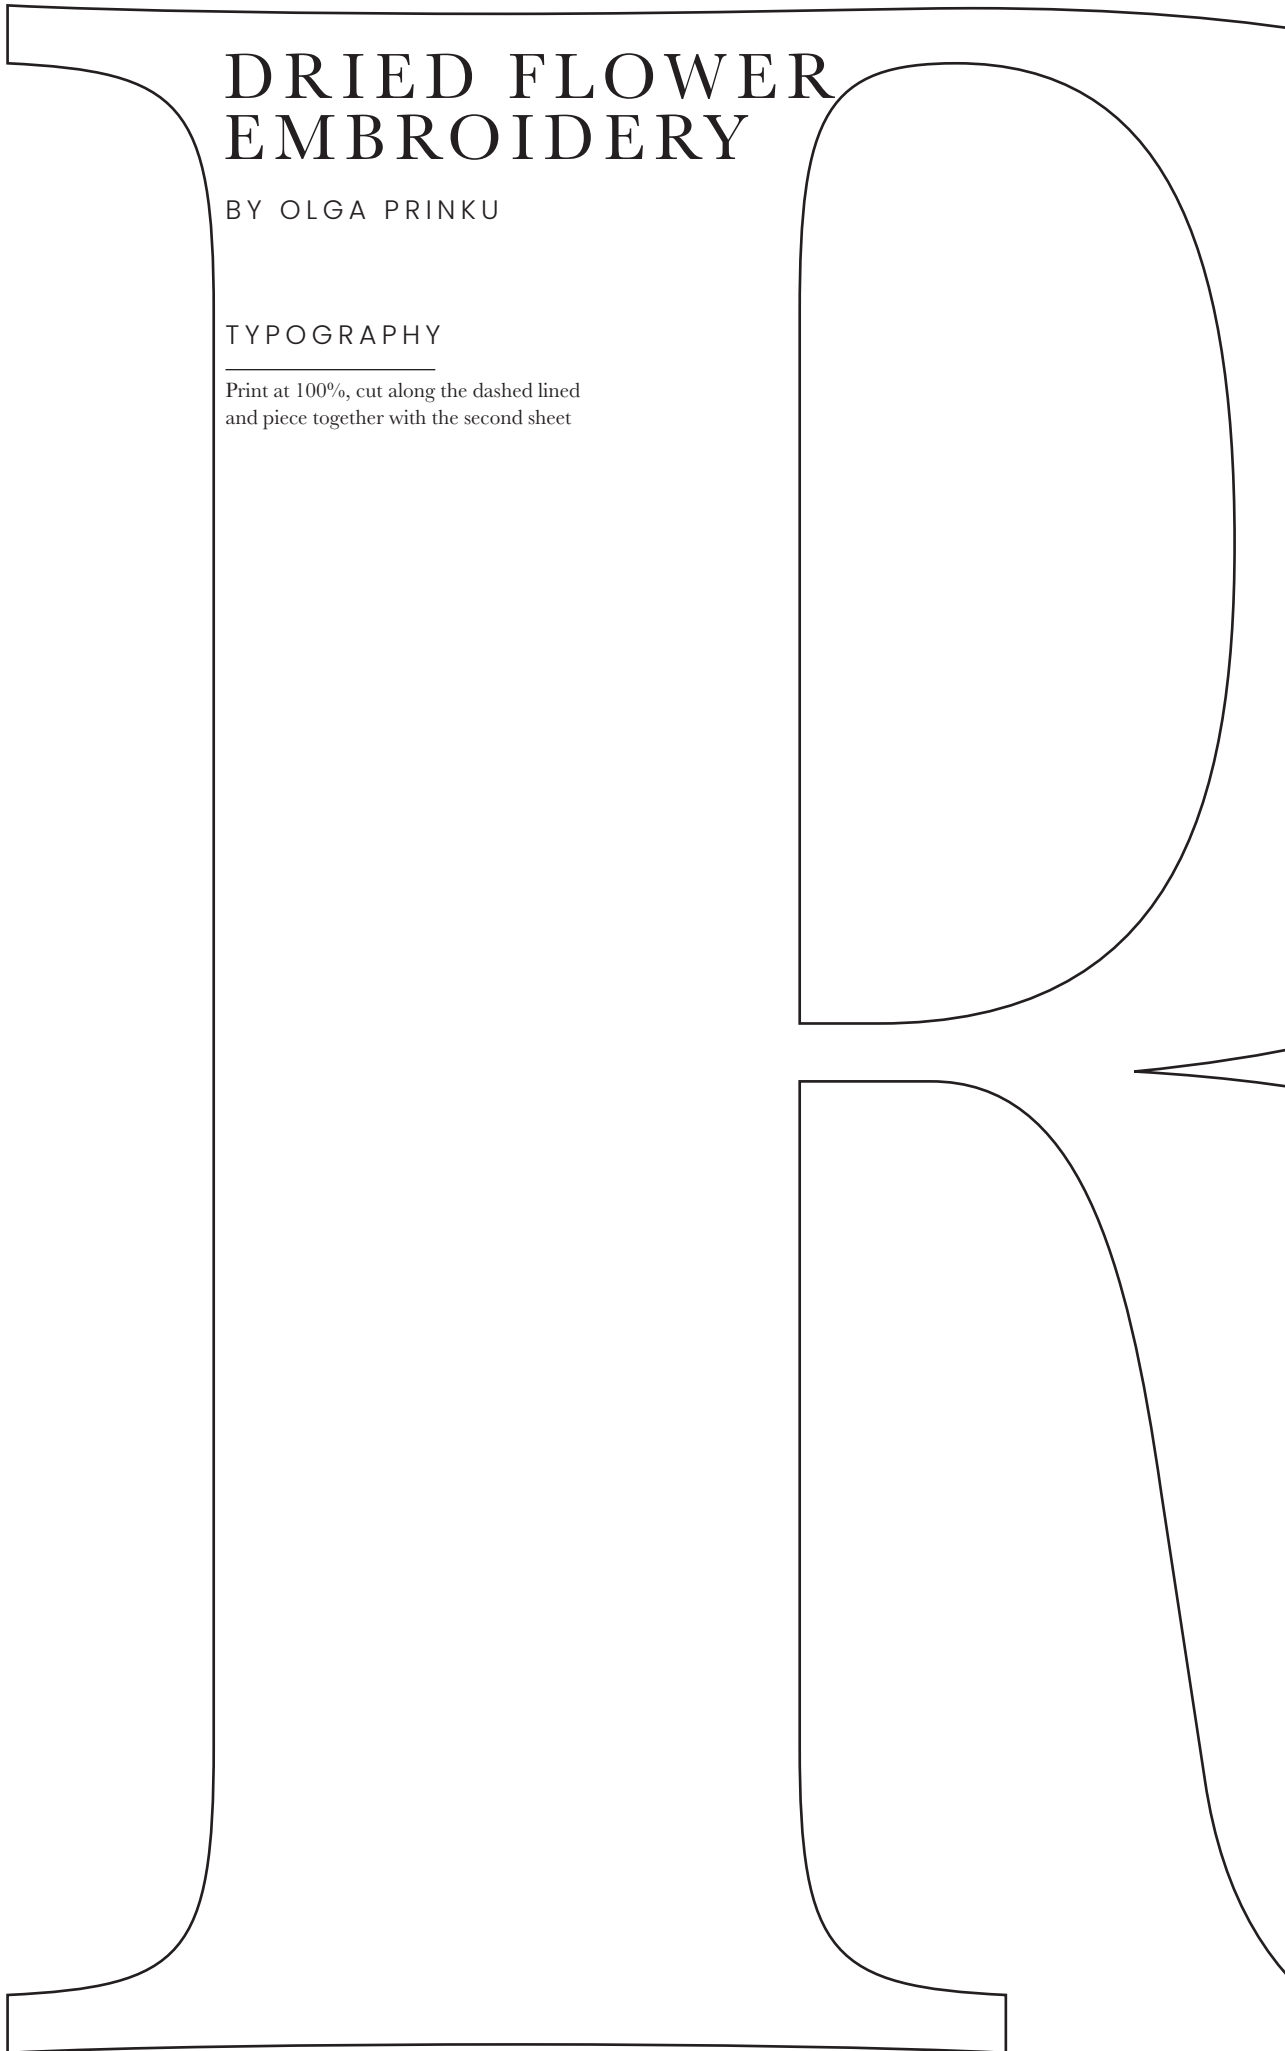 DRIED FLOWER
EMBROIDERY
BY OLGA PRINKU
TYPOGRAPHY
Print at 100%, cut along the dashed lined
and piece together with the second sheet
R